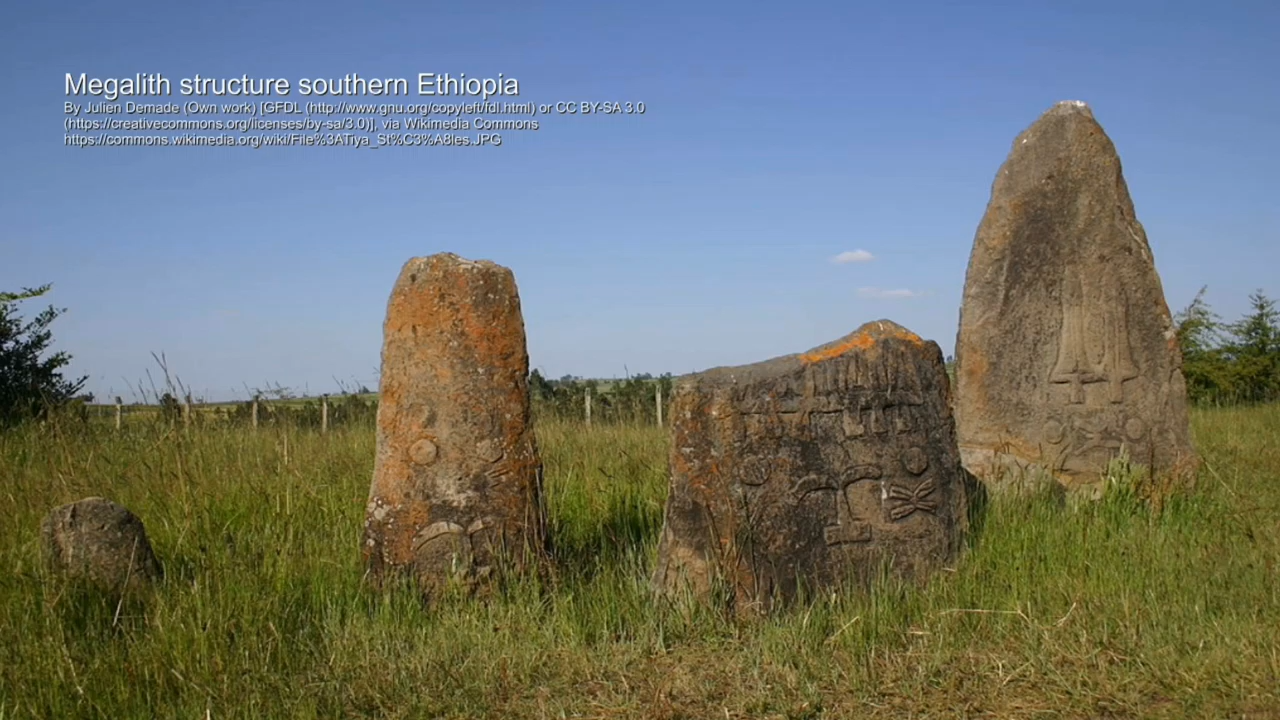 Megalith structure southern Ethiopia
By Julien Demade (Own work) [GFDL (http://www.gnu.org/copyleft/fdl.html) or CC BY-SA 3.0
(https://creativecommons.org/licenses/by-sa/3.0)], via Wikimedia Commons
https://commons.wikimedia.org/wiki/File%3ATiya_St%C3%A8les.JPG